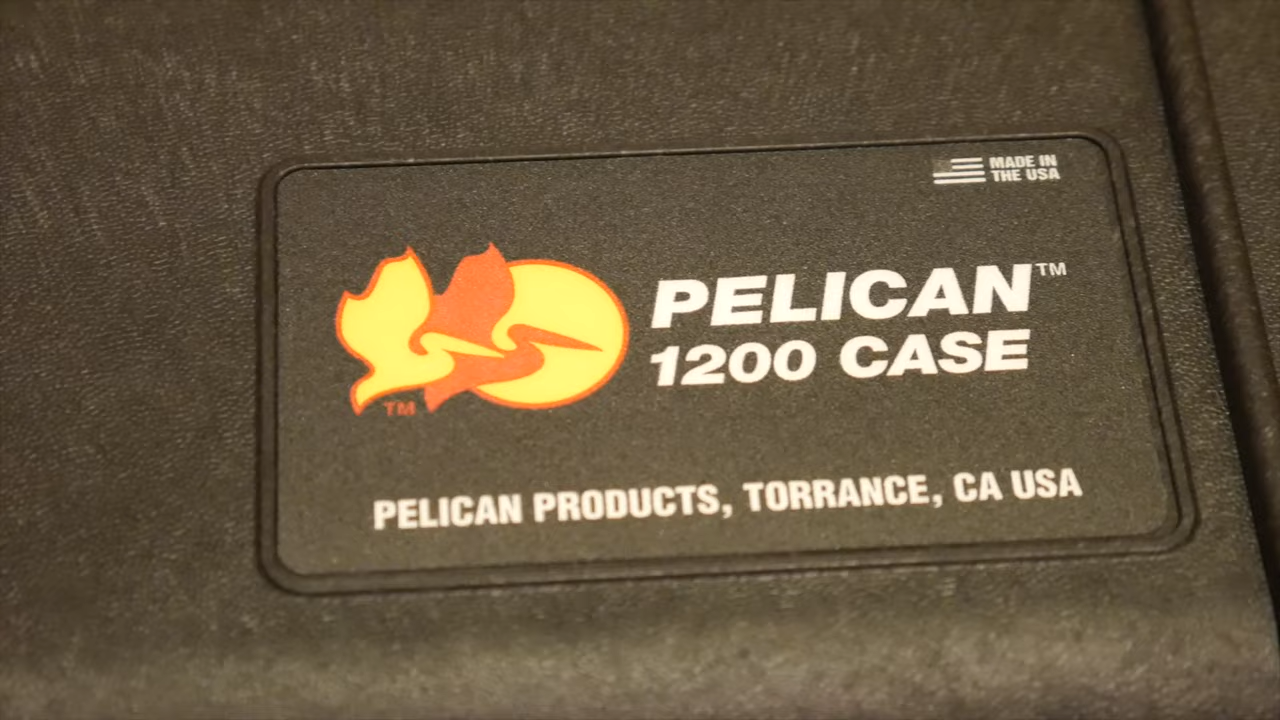 MADE IN
THE USA
PELICAN™
1200 CASE
TM
PELICAN PRODUCTS, TORRANCE, CA USA